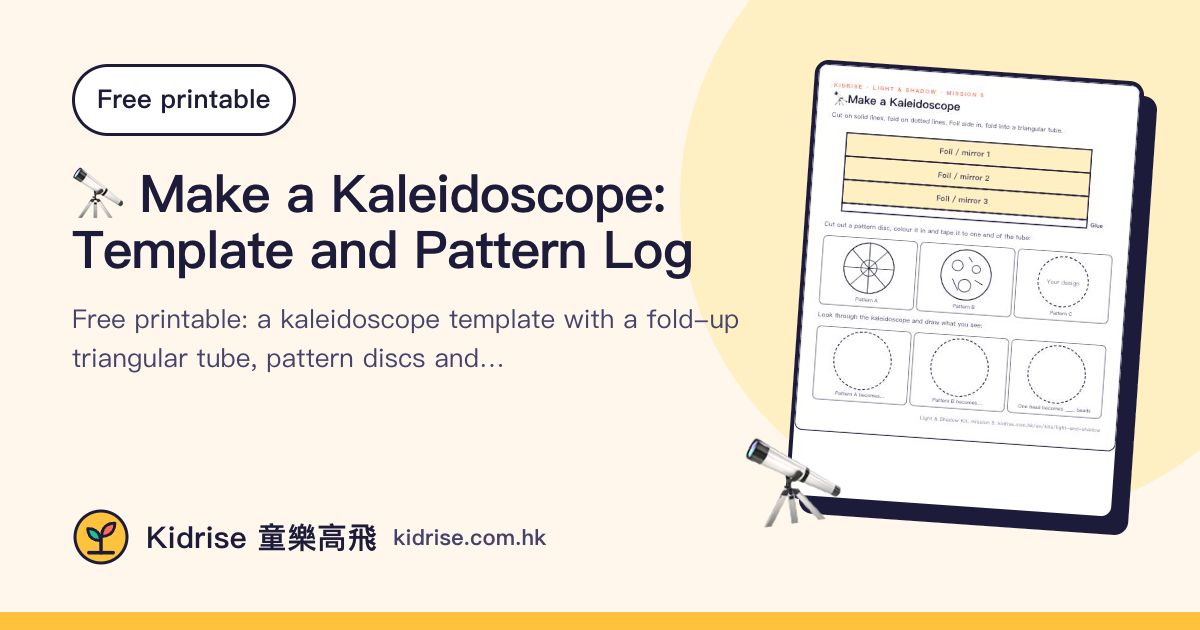 Free printable
Make a Kaleidoscope:
Template and Pattern Log
Free printable: a kaleidoscope template with a fold-up
triangular tube, pattern discs and...
Kidrise 童樂高飛 kidrise.com.hk
KIDRISE · LIGHT & SHADOW · MISSION 5
Make a Kaleidoscope
Cut on solid lines, fold on dotted lines. Foil side in, fold into a triangular tube.
Foil / mirror 1
Foil / mirror 2
Foil / mirror 3
Glue
Cut out a pattern disc, colour it in and tape it to one end of the tube:
Pattern A
Pattern B
Your design
Pattern C
Look through the kaleidoscope and draw what you see:
Pattern A becomes...
Pattern B becomes...
One bead becomes ___ beads
Light & Shadow Kit, mission 5: kidrise.com.hk/en/kits/light-and-shadow